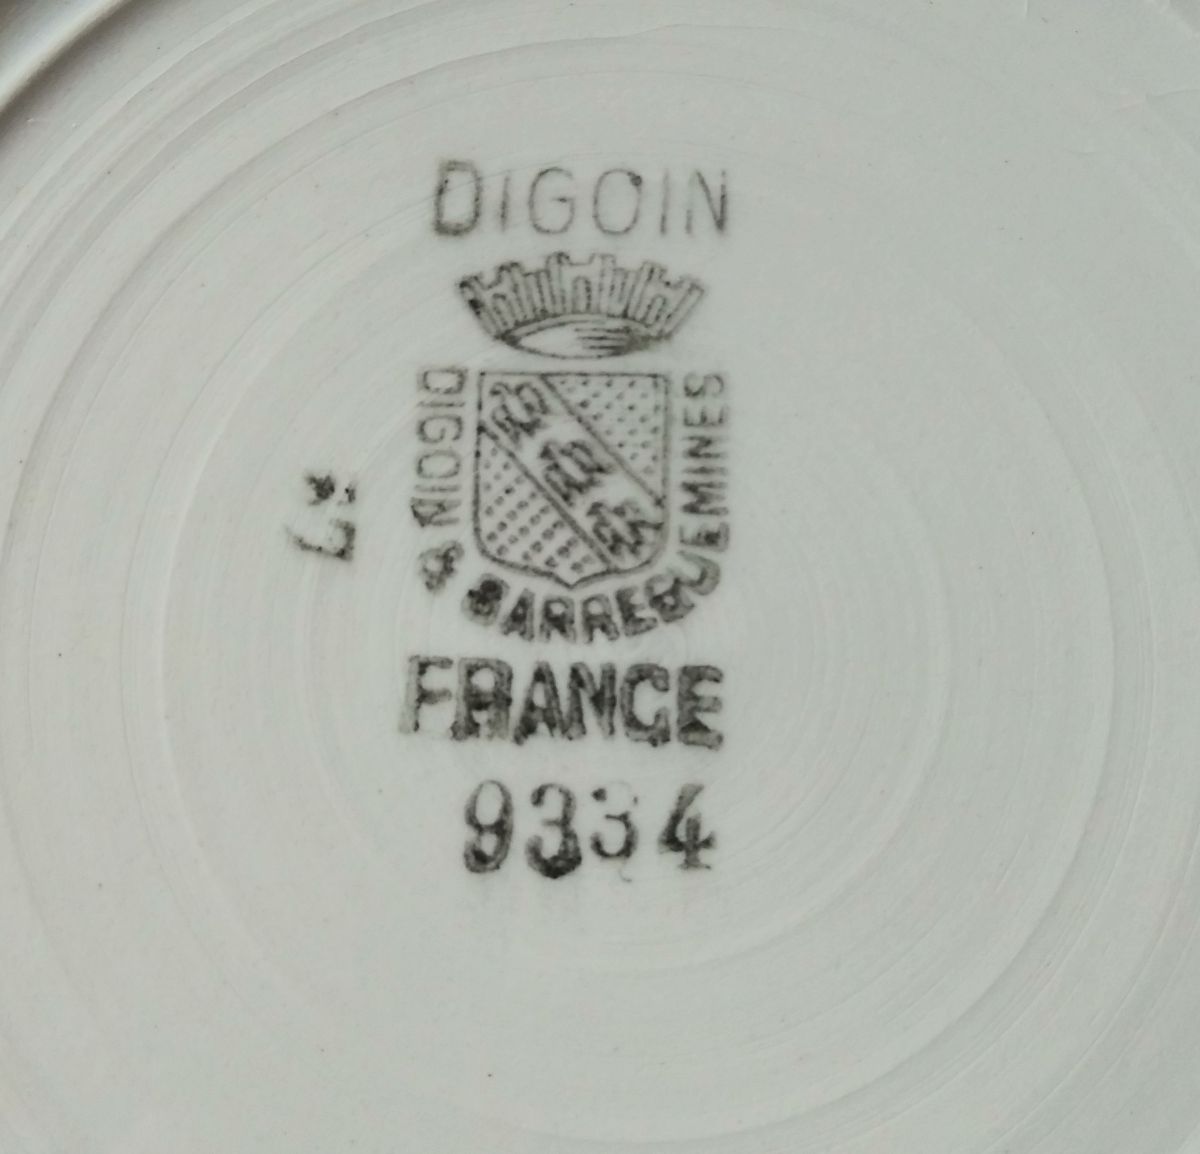 DIGOIN
DIGOIN & SARREGUEMINES
FRANCE
9334